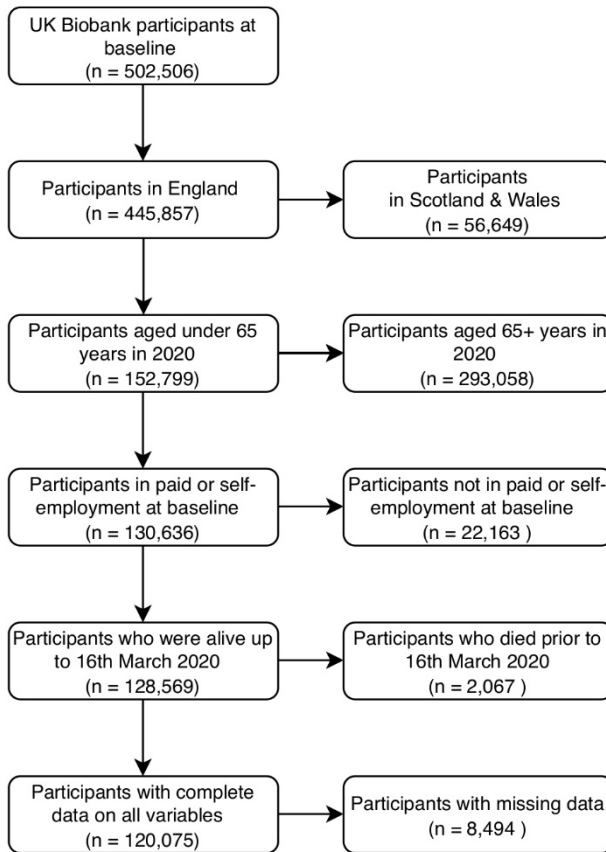 UK Biobank participants at
baseline
(n = 502,506)
Participants in England
(n = 445,857)
Participants
in Scotland & Wales
(n = 56,649)
Participants aged under 65
years in 2020
(n = 152,799)
Participants aged 65+ years in
2020
(n = 293,058)
Participants in paid or self-
employment at baseline
(n = 130,636)
Participants not in paid or self-
employment at baseline
(n = 22,163 )
Participants who were alive up
to 16th March 2020
(n = 128,569)
Participants who died prior to
16th March 2020
(n = 2,067 )
Participants with complete
data on all variables
(n = 120,075)
Participants with missing data
(n = 8,494 )